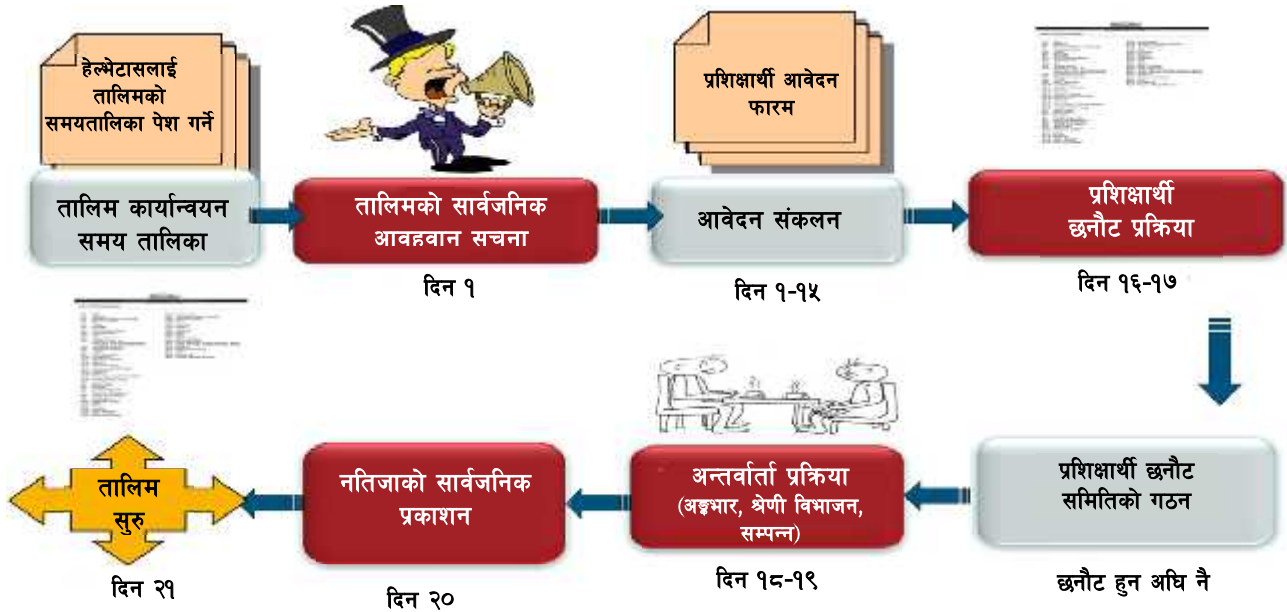 हेल्भेटासलाई
तालिमको
समयतालिका पेश गर्ने
तालिम कार्यान्वयन
समय तालिका
तालिमको सार्वजनिक
आवहवान सचना
दिन १
प्रशिक्षार्थी आवेदन
फारम
आवेदन संकलन
दिन १-१५
प्रशिक्षार्थी
छनौट प्रक्रिया
दिन १६-१७
प्रशिक्षार्थी छनौट
समितिको गठन
छनौट हुन अघि नै
अन्तर्वार्ता प्रक्रिया
(अङ्कभार, श्रेणी विभाजन,
सम्पन्न)
दिन १८-१९
नतिजाको सार्वजनिक
प्रकाशन
दिन २०
तालिम
सुरु
दिन २१